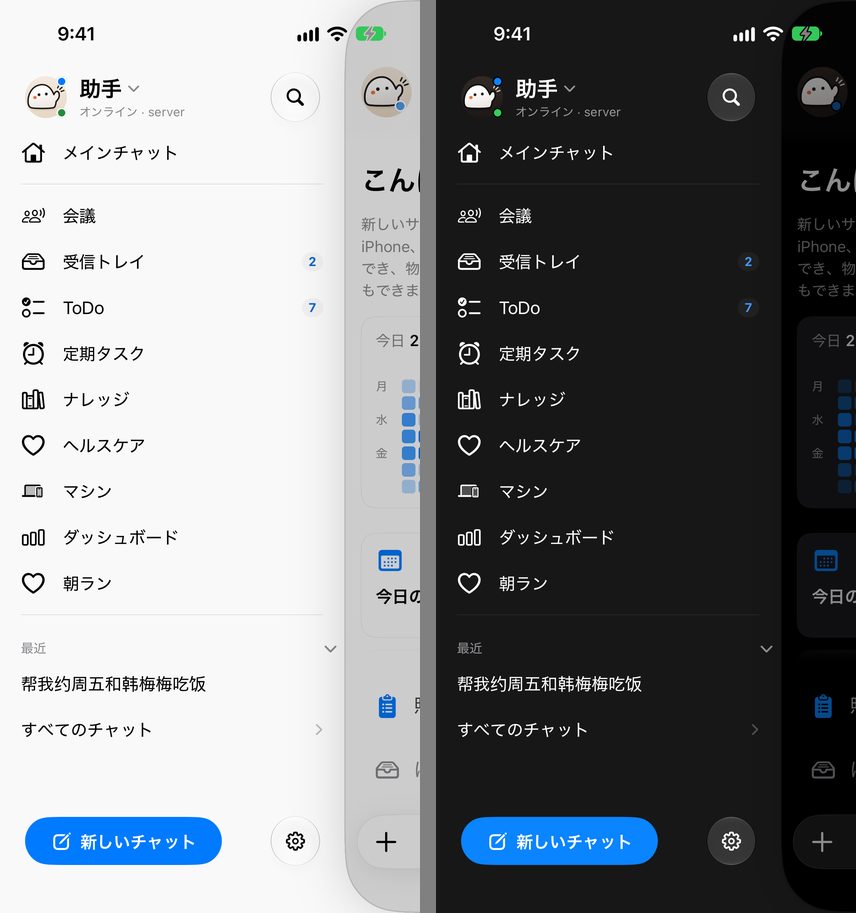 9:41
助手
オンライン · server
メインチャット
会議
受信トレイ 2
ToDo 7
定期タスク
ナレッジ
ヘルスケア
マシン
ダッシュボード
朝ラン
最近
帮我约周五和韩梅梅吃饭
すべてのチャット
新しいチャット
こん
新しいサ
iPhone、
でき、物
もできま
今日 2
月
水
金
今日の
9:41
助手
オンライン · server
メインチャット
会議
受信トレイ 2
ToDo 7
定期タスク
ナレッジ
ヘルスケア
マシン
ダッシュボード
朝ラン
最近
帮我约周五和韩梅梅吃饭
すべてのチャット
新しいチャット
こん
新しいサ
iPhone、
でき、物
もできま
今日 2
月
水
金
今日の